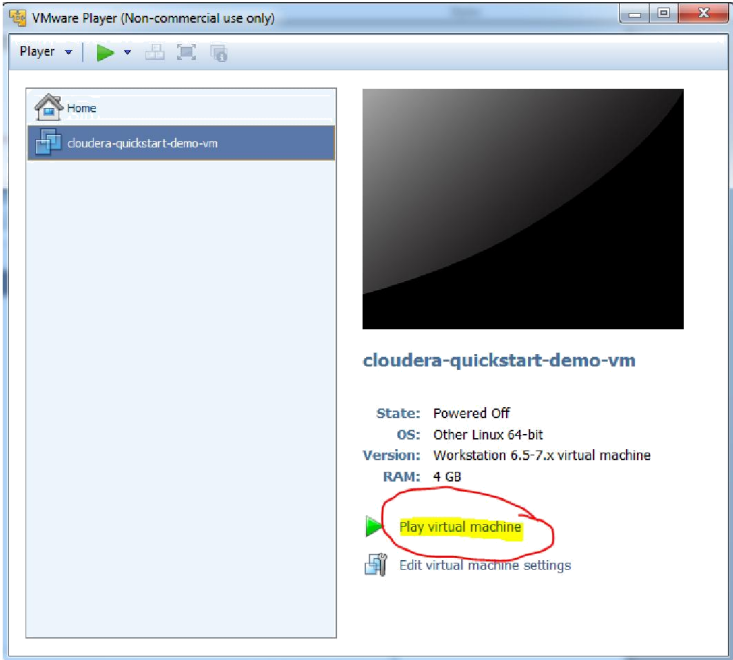 VMware Player (Non-commercial use only)
Player
Home
cloudera-quickstart-demo-vm
cloudera-quickstart-demo-vm
State: Powered Off
OS: Other Linux 64-bit
Version: Workstation 6.5-7.x virtual machine
RAM: 4 GB
Play virtual machine
Edit virtual machine settings